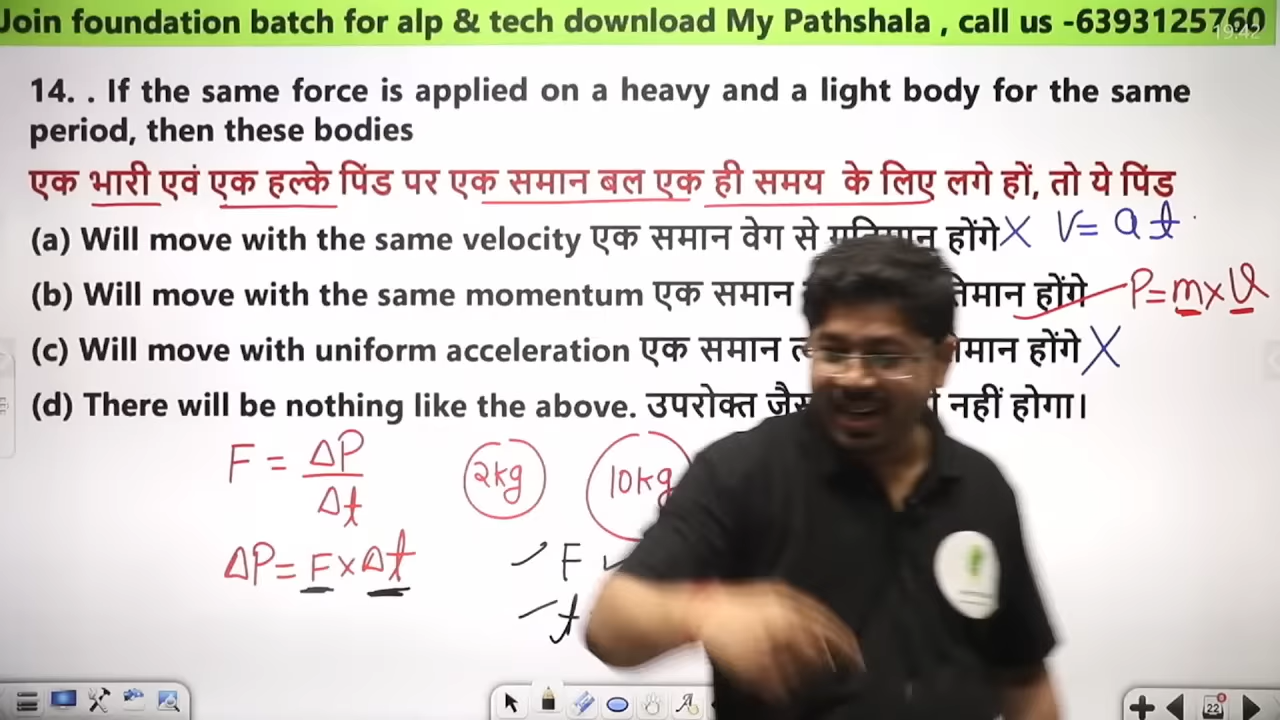 Join foundation batch for alp & tech download My Pathshala , call us -6393125760
19:42
14. . If the same force is applied on a heavy and a light body for the same
period, then these bodies
एक भारी एवं एक हल्के पिंड पर एक समान बल एक ही समय के लिए लगे हों, तो ये पिंड
(a) Will move with the same velocity एक समान वेग से होंगे X V= at
(b) Will move with the same momentum एक समान होंगे P=m×v
(c) Will move with uniform acceleration एक समान होंगे X
(d) There will be nothing like the above. उपरोक्त नहीं होगा।
F = ΔP/Δt 2kg 10kg
ΔP= F×Δt F
t
22